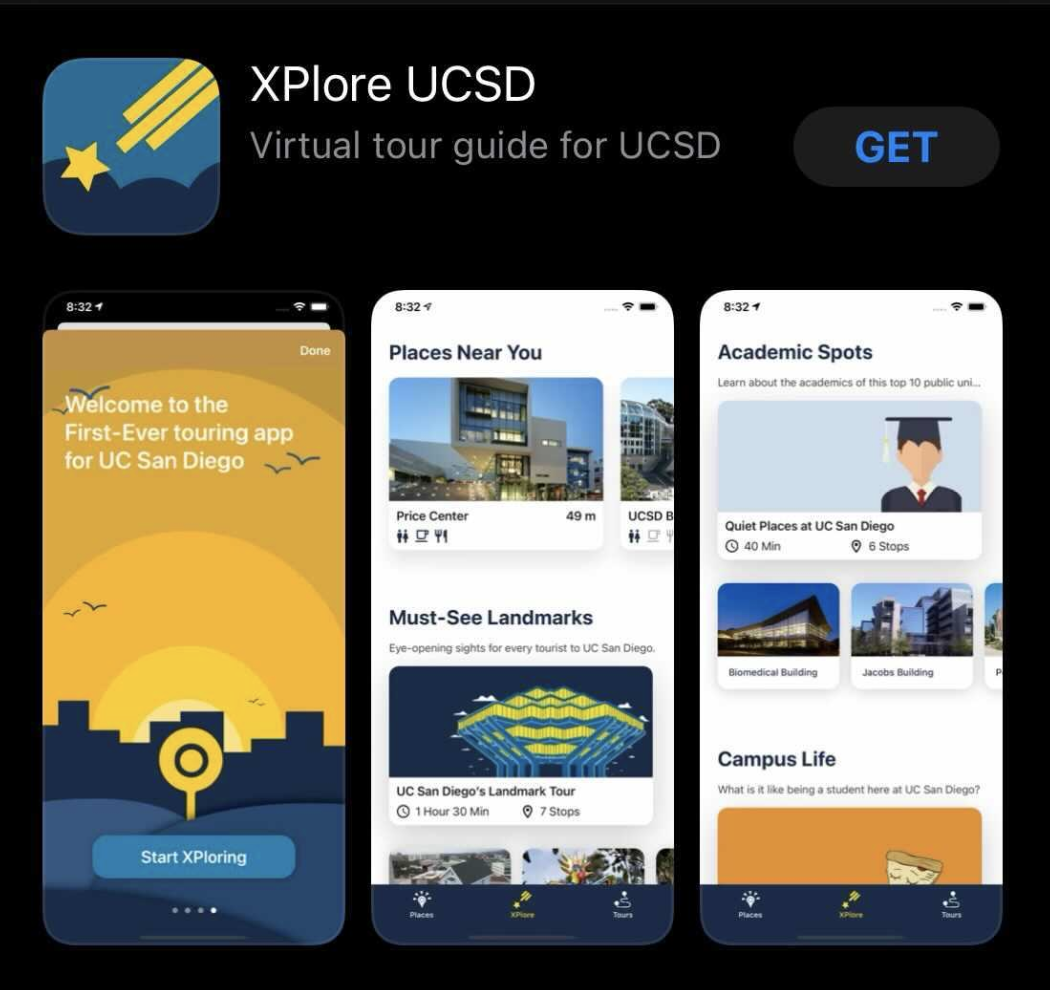 XPlore UCSD
Virtual tour guide for UCSD
GET
8:32
Done
Welcome to the
First-Ever touring app
for UC San Diego
Start XPloring
8:32
Places Near You
Price Center 49 m
UCSD B
Must-See Landmarks
Eye-opening sights for every tourist to UC San Diego.
UC San Diego's Landmark Tour
1 Hour 30 Min 7 Stops
Places XPlore Tours
8:32
Academic Spots
Learn about the academics of this top 10 public uni...
Quiet Places at UC San Diego
40 Min 6 Stops
Biomedical Building Jacobs Building P
Campus Life
What is it like being a student here at UC San Diego?
Places XPlore Tours